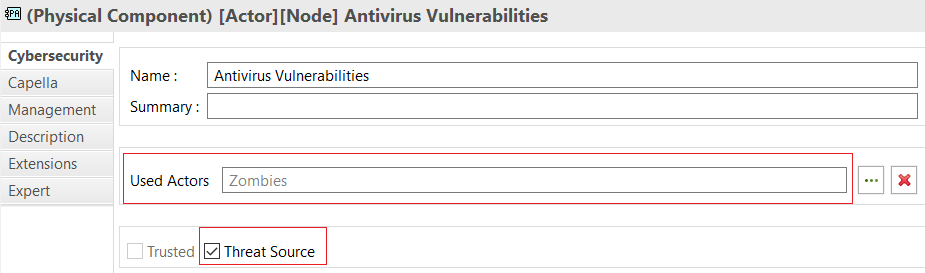 PA (Physical Component) [Actor][Node] Antivirus Vulnerabilities
Cybersecurity
Capella
Management
Description
Extensions
Expert
Name :
Antivirus Vulnerabilities
Summary :
Used Actors
Zombies
...
Trusted
Threat Source